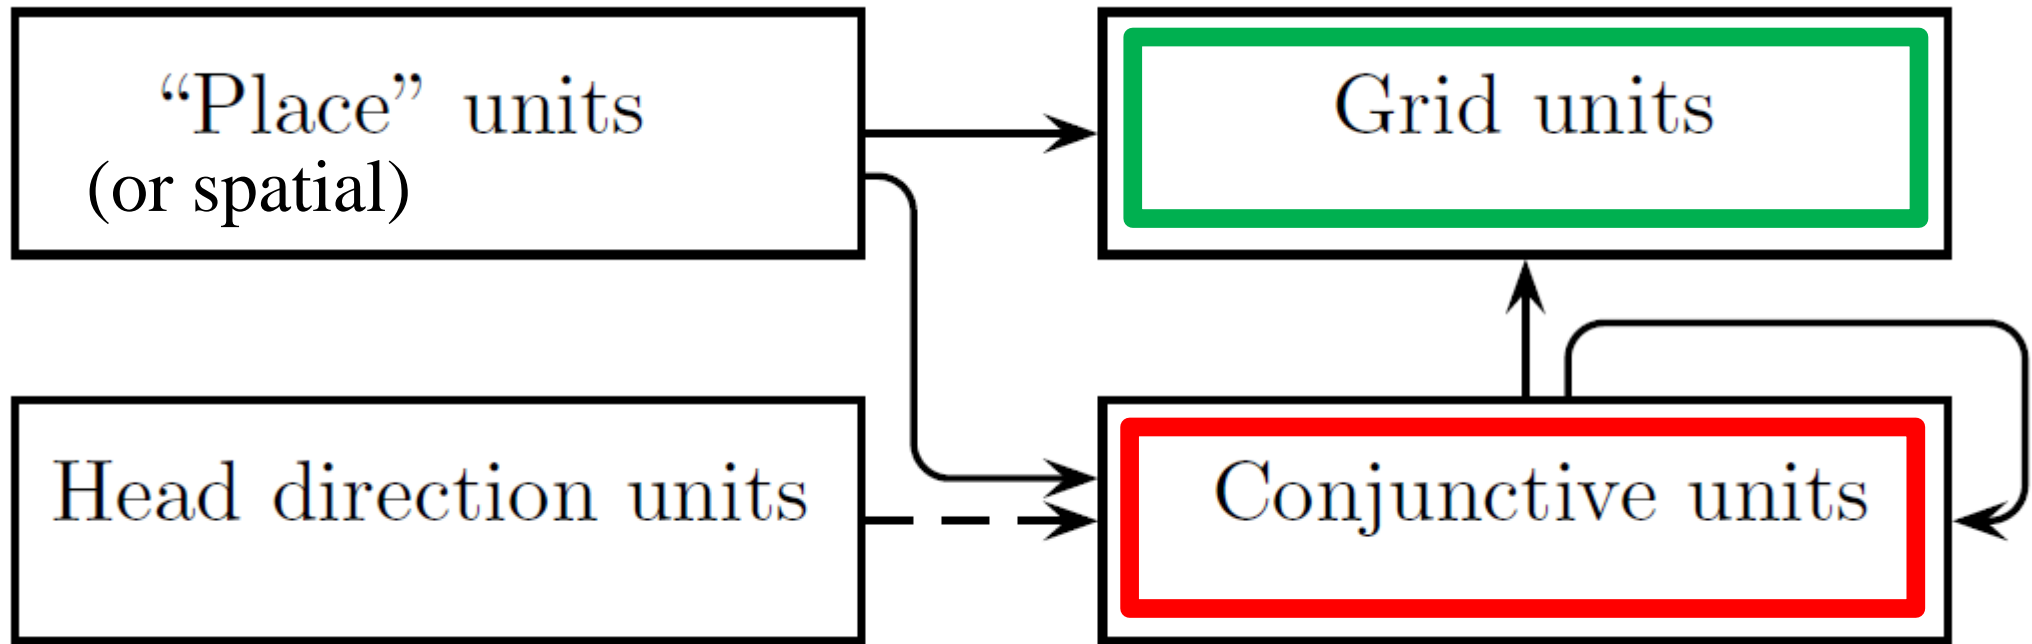 “Place” units
(or spatial)
Grid units
Head direction units
Conjunctive units